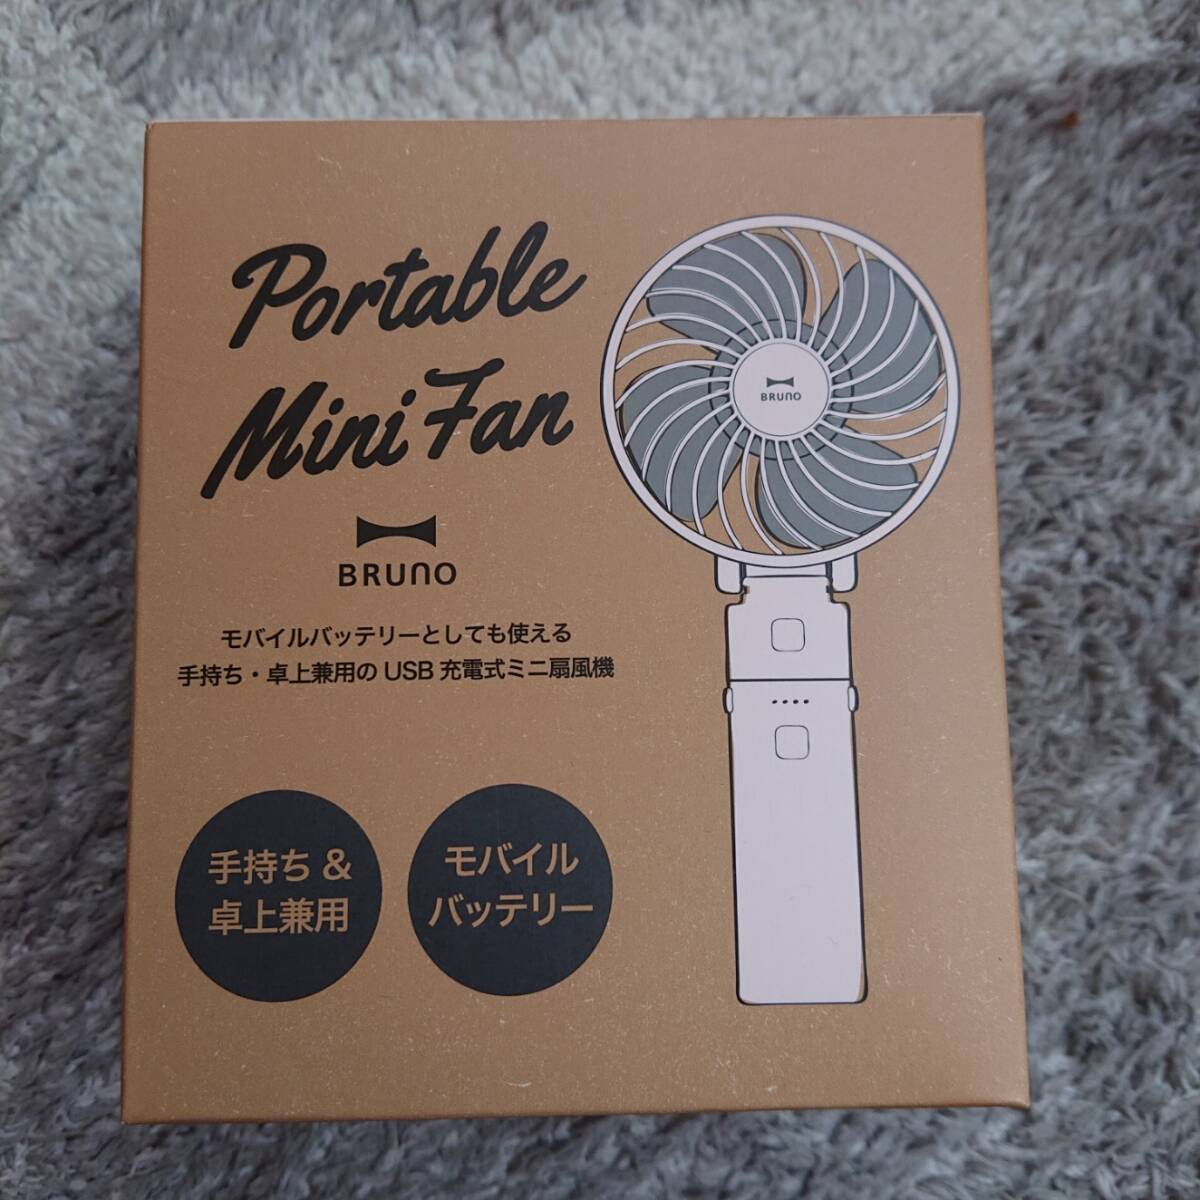 Portable
Mini Fan
BRUNO
モバイルバッテリーとしても使える
手持ち・卓上兼用の USB 充電式ミニ扇風機
手持ち &
卓上兼用
モバイル
バッテリー
BRUNO